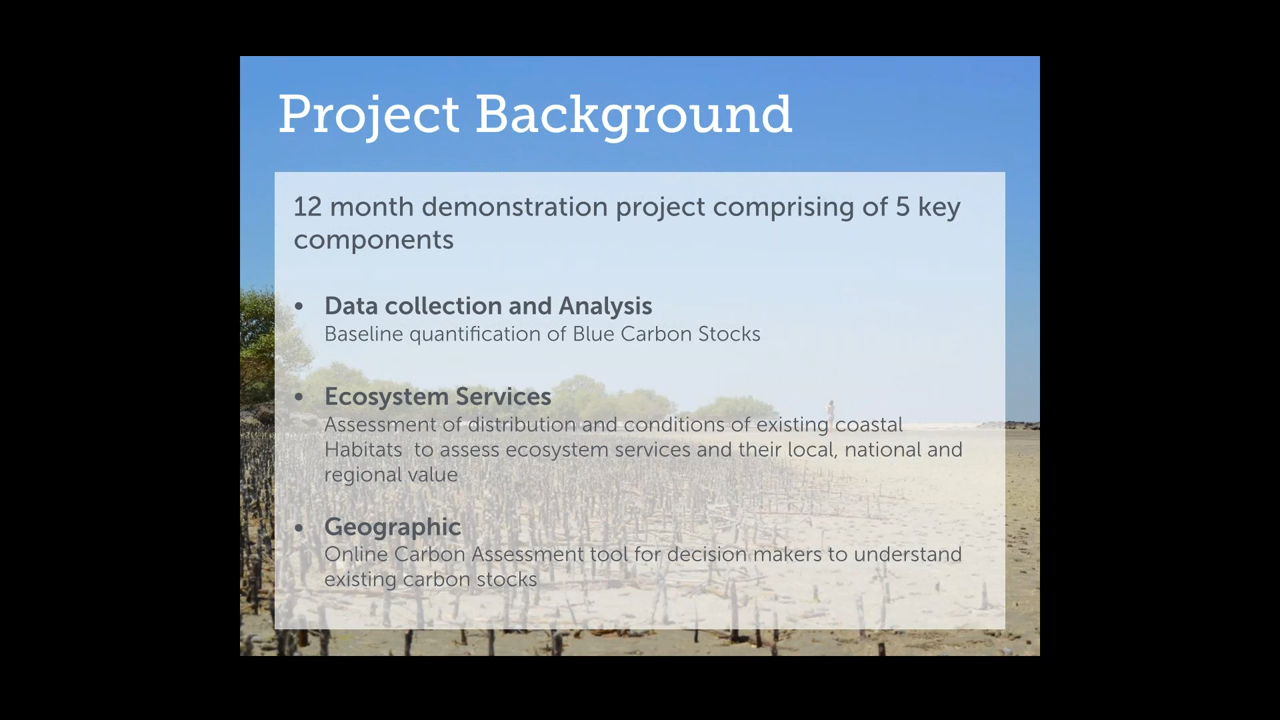 Project Background
12 month demonstration project comprising of 5 key
components
• Data collection and Analysis
Baseline quantification of Blue Carbon Stocks
• Ecosystem Services
Assessment of distribution and conditions of existing coastal
Habitats  to assess ecosystem services and their local, national and
regional value
• Geographic
Online Carbon Assessment tool for decision makers to understand
existing carbon stocks